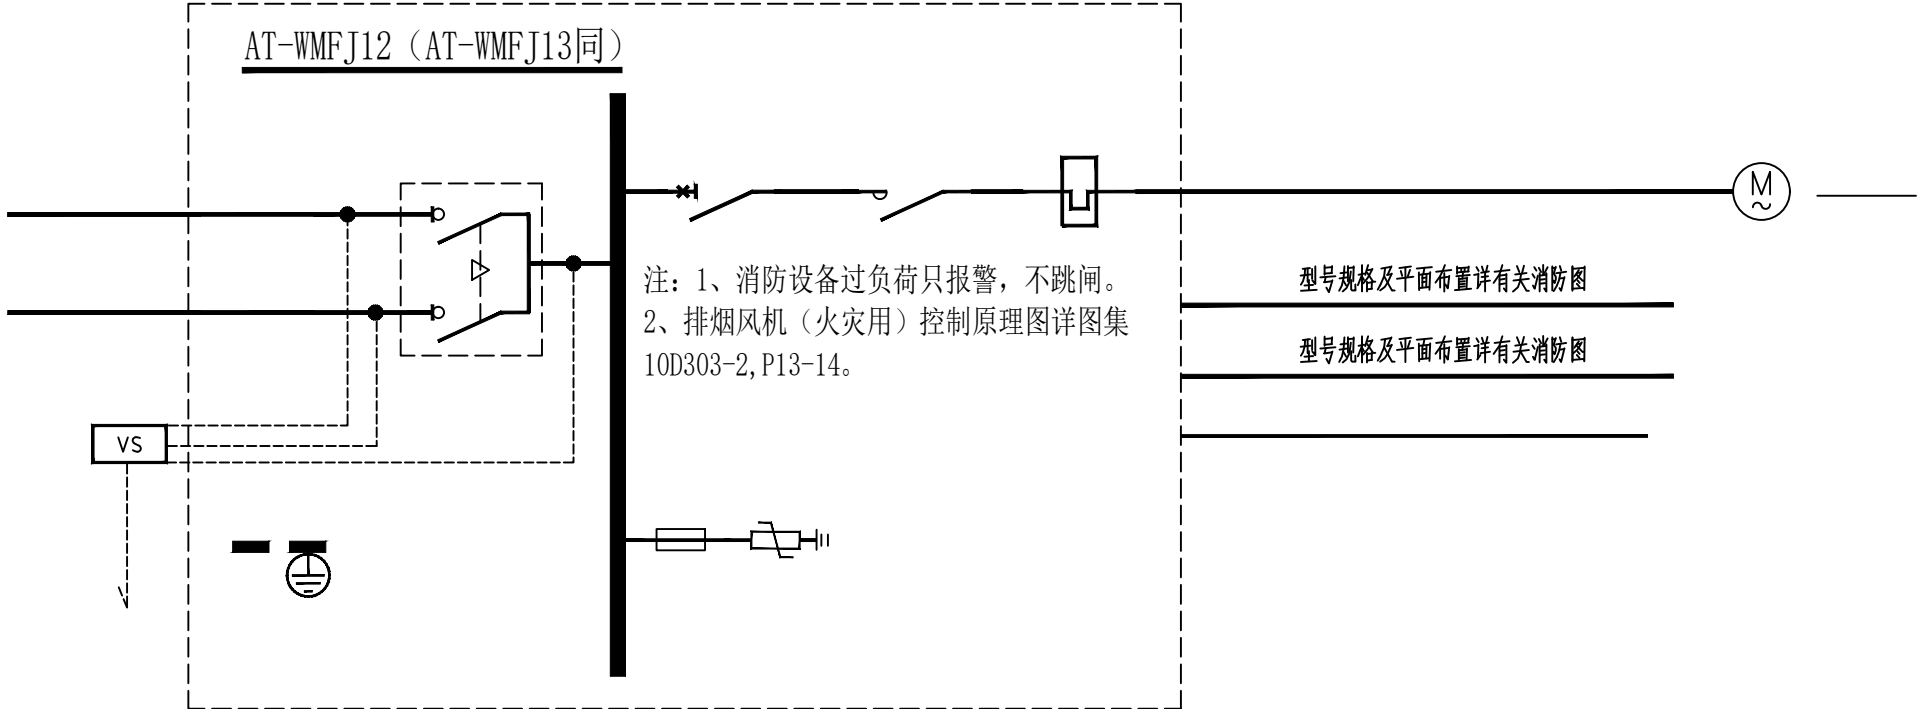 AT-WMFJ12（AT-WMFJ13同）
M
~
注：1、消防设备过负荷只报警，不跳闸。
2、排烟风机（火灾用）控制原理图详图集
10D303-2,P13-14。
型号规格及平面布置详有关消防图
型号规格及平面布置详有关消防图
VS